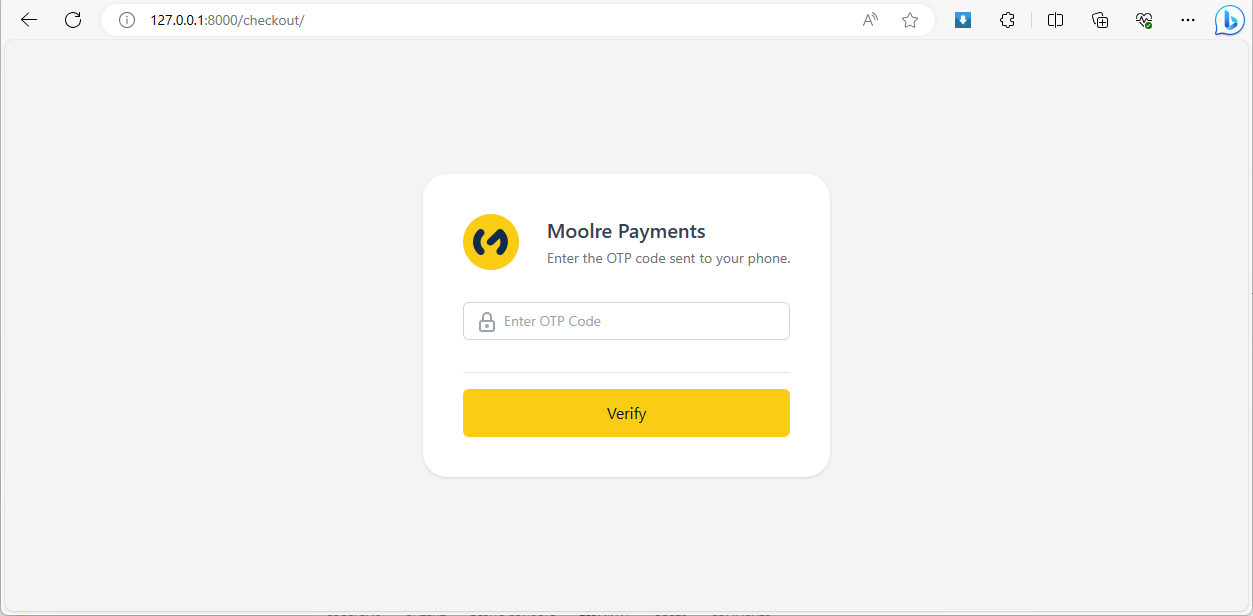 127.0.0.1:8000/checkout/
Moolre Payments
Enter the OTP code sent to your phone.
Enter OTP Code
Verify